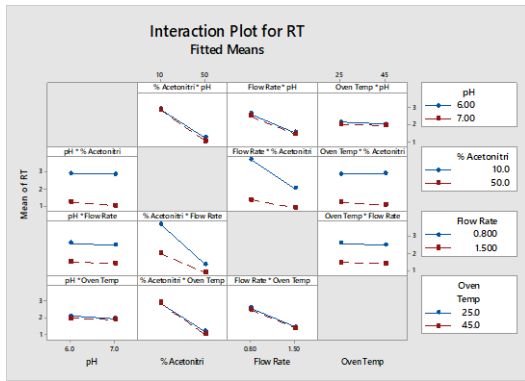 Interaction Plot for RT
Fitted Means
10 50 25 45
% Acetonitri * pH Flow Rate * pH Oven Temp * pH
3
2
1
pH
6.00
7.00
pH * % Acetonitri Flow Rate * % Acetonitri Oven Temp * % Acetonitri
3
2
1
% Acetonitri
10.0
50.0
Mean of RT
pH * Flow Rate % Acetonitri * Flow Rate Oven Temp * Flow Rate
3
2
1
Flow Rate
0.800
1.500
pH * Oven Temp % Acetonitri * Oven Temp Flow Rate * Oven Temp
3
2
1
Oven
Temp
25.0
45.0
6.0 7.0 0.80 1.50
pH % Acetonitri Flow Rate Oven Temp